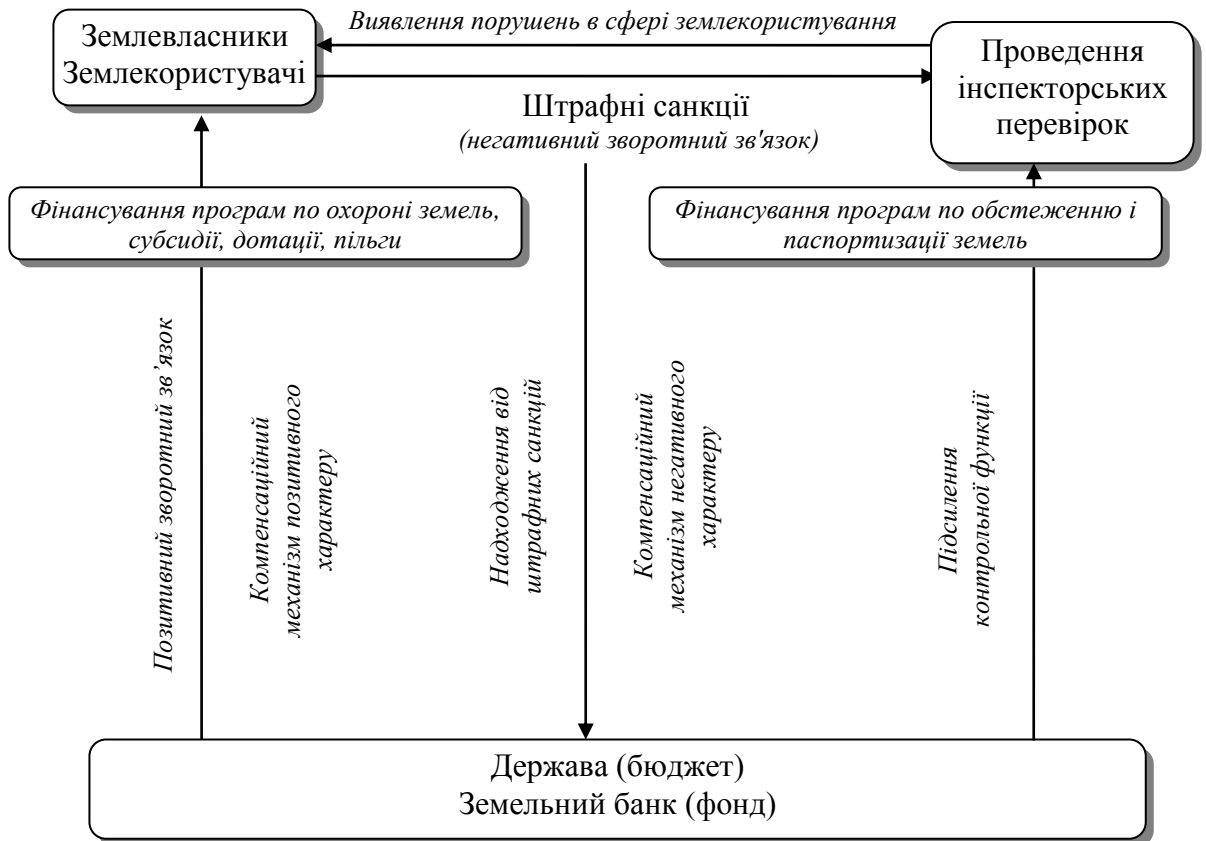 Виявлення порушень в сфері землекористування
Землевласники
Землекористувачі
Проведення
інспекторських
перевірок
Штрафні санкції
(негативний зворотний зв'язок)
Фінансування програм по охороні земель,
субсидії, дотації, пільги
Фінансування програм по обстеженню і
паспортизації земель
Позитивний зворотний зв’язок
Компенсаційний
механізм позитивного
характеру
Надходження від
штрафних санкцій
Компенсаційний
механізм негативного
характеру
Підсилення
контрольної функції
Держава (бюджет)
Земельний банк (фонд)